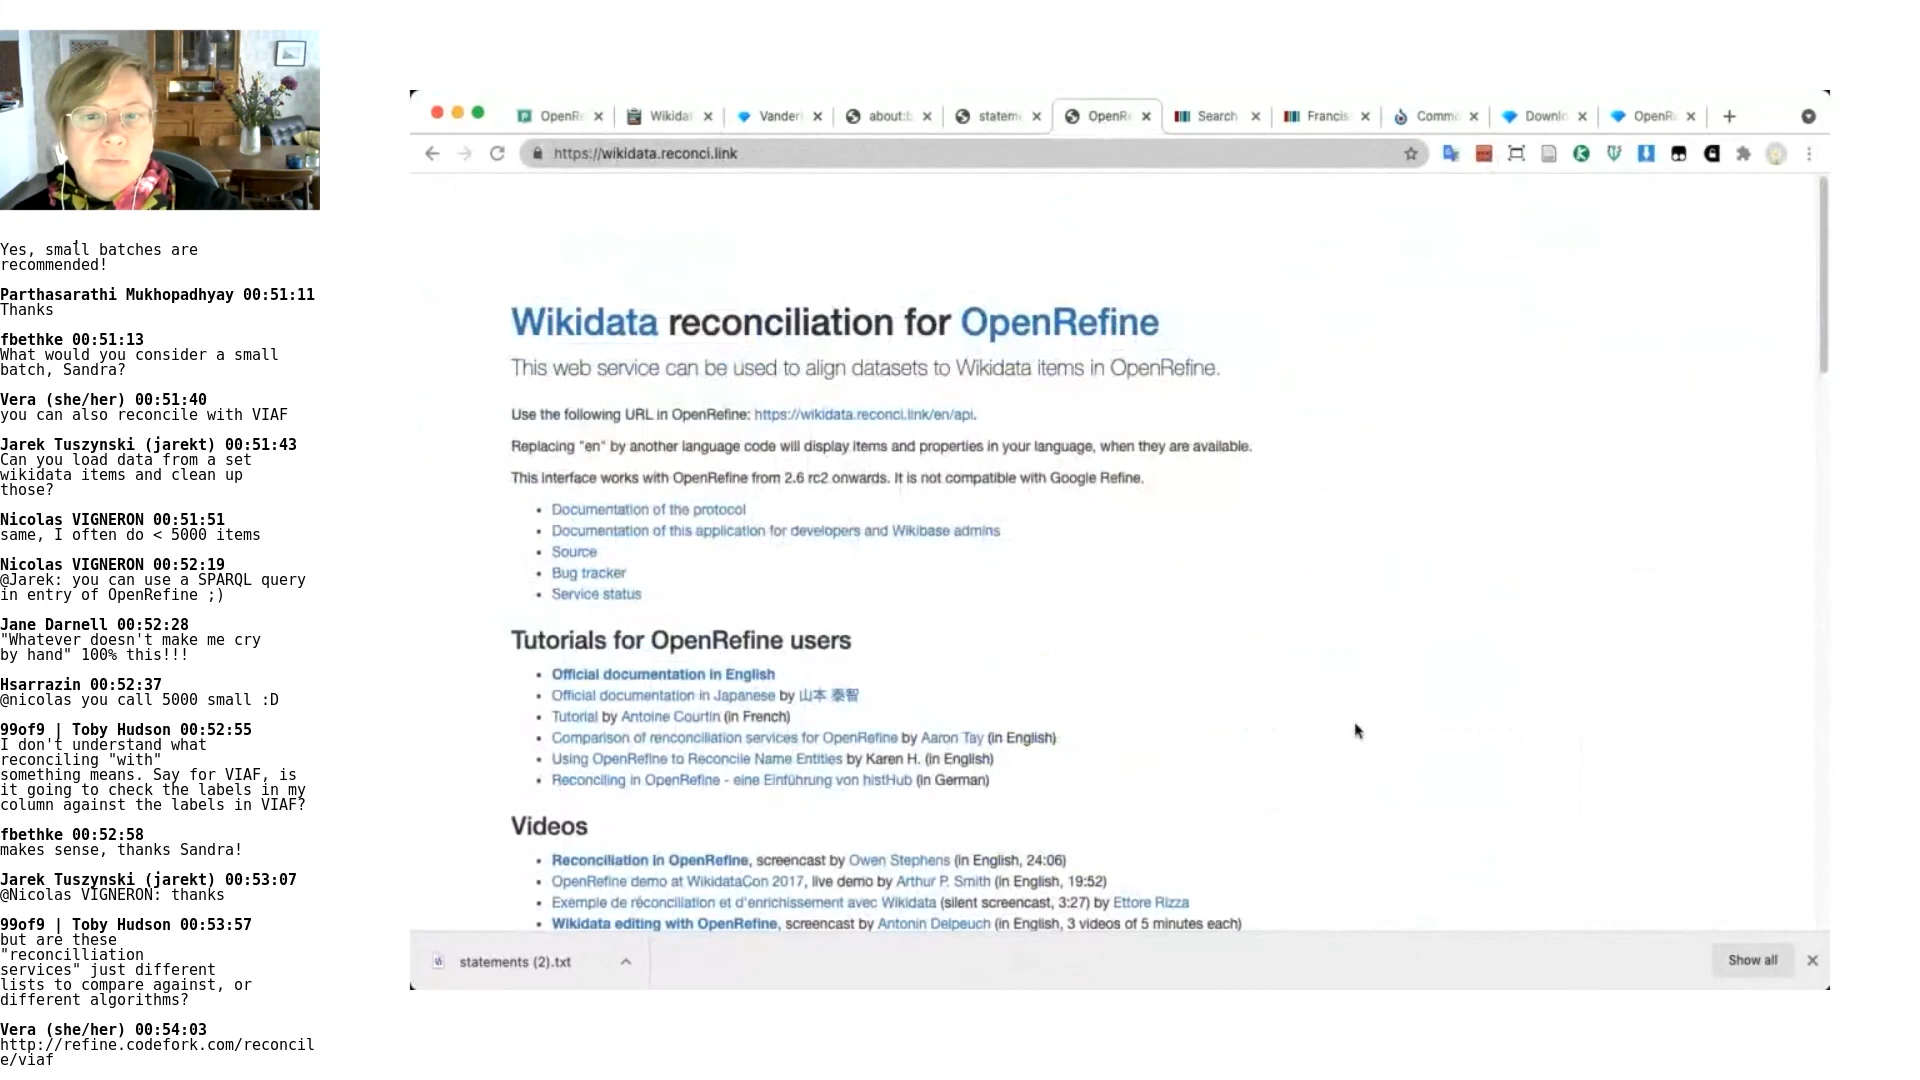 Yes, small batches are
recommended!
Parthasarathi Mukhopadhyay 00:51:11
Thanks
fbethke 00:51:13
What would you consider a small
batch, Sandra?
Vera (she/her) 00:51:40
you can also reconcile with VIAF
Jarek Tuszynski (jarekt) 00:51:43
Can you load data from a set
wikidata items and clean up
those?
Nicolas VIGNERON 00:51:51
same, I often do < 5000 items
Nicolas VIGNERON 00:52:19
@Jarek: you can use a SPARQL query
in entry of OpenRefine ;)
Jane Darnell 00:52:28
"Whatever doesn't make me cry
by hand" 100% this!!!
Hsarrazin 00:52:37
@nicolas you call 5000 small :D
99of9 | Toby Hudson 00:52:55
I don't understand what
reconciling "with"
something means. Say for VIAF, is
it going to check the labels in my
column against the labels in VIAF?
fbethke 00:52:58
makes sense, thanks Sandra!
Jarek Tuszynski (jarekt) 00:53:07
@Nicolas VIGNERON: thanks
99of9 | Toby Hudson 00:53:57
but are these
"reconcilliation
services" just different
lists to compare against, or
different algorithms?
Vera (she/her) 00:54:03
http://refine.codefork.com/reconcil
e/viaf
OpenR Wikidat Vander about:b statem OpenR Search Francis Commo Downlo OpenR
https://wikidata.reconci.link
Wikidata reconciliation for OpenRefine
This web service can be used to align datasets to Wikidata items in OpenRefine.
Use the following URL in OpenRefine: https://wikidata.reconci.link/en/api.
Replacing "en" by another language code will display items and properties in your language, when they are available.
This interface works with OpenRefine from 2.6 rc2 onwards. It is not compatible with Google Refine.
• Documentation of the protocol
• Documentation of this application for developers and Wikibase admins
• Source
• Bug tracker
• Service status
Tutorials for OpenRefine users
• Official documentation in English
• Official documentation in Japanese by 山本 泰智
• Tutorial by Antoine Courtin (in French)
• Comparison of renconciliation services for OpenRefine by Aaron Tay (in English)
• Using OpenRefine to Reconcile Name Entities by Karen H. (in English)
• Reconciling in OpenRefine - eine Einführung von histHub (in German)
Videos
• Reconciliation in OpenRefine, screencast by Owen Stephens (in English, 24:06)
• OpenRefine demo at WikidataCon 2017, live demo by Arthur P. Smith (in English, 19:52)
• Exemple de réconciliation et d'enrichissement avec Wikidata (silent screencast, 3:27) by Ettore Rizza
• Wikidata editing with OpenRefine, screencast by Antonin Delpeuch (in English, 3 videos of 5 minutes each)
statements (2).txt
Show all